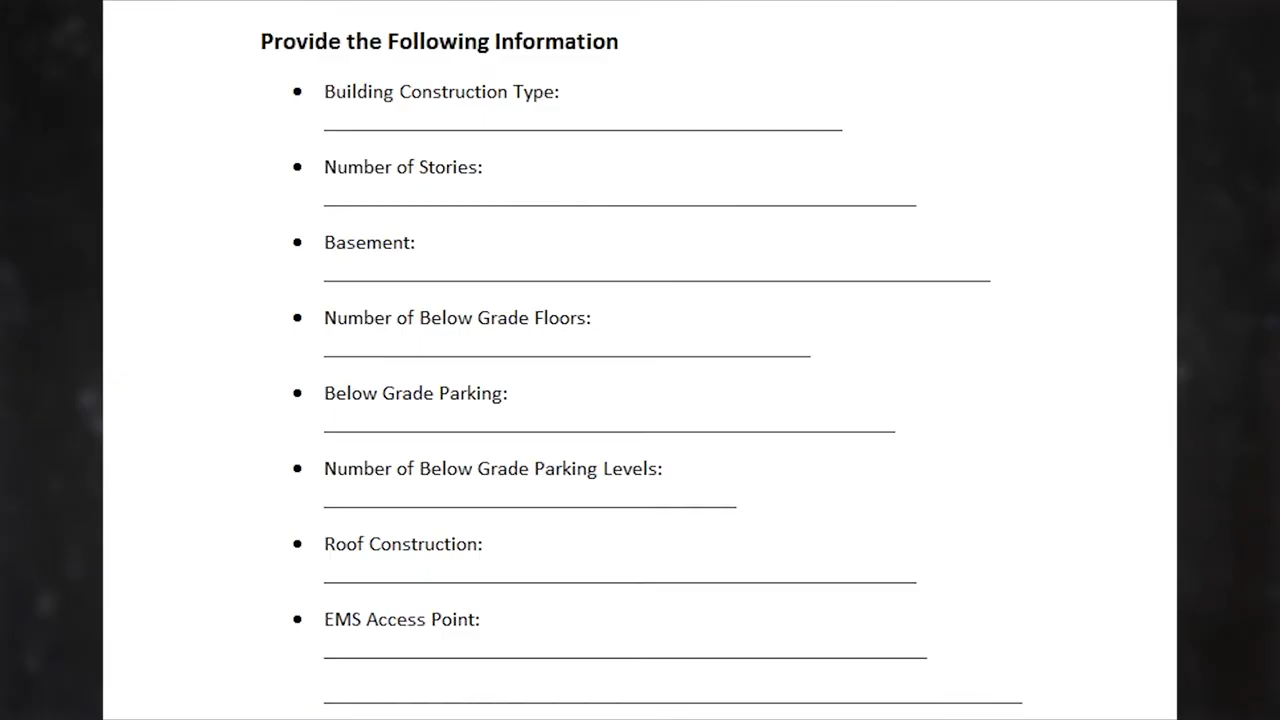 Provide the Following Information
Building Construction Type:
Number of Stories:
Basement:
Number of Below Grade Floors:
Below Grade Parking:
Number of Below Grade Parking Levels:
Roof Construction:
EMS Access Point: